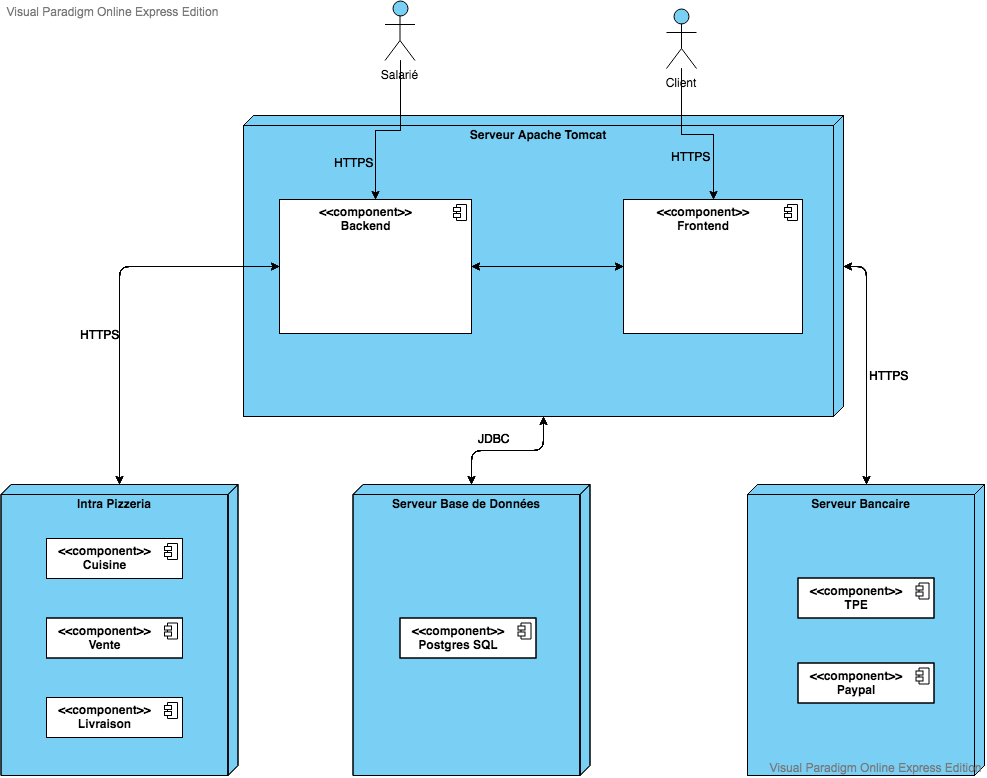 Visual Paradigm Online Express Edition
Salarié
Client
Serveur Apache Tomcat
HTTPS
HTTPS
<<component>>
Backend
<<component>>
Frontend
HTTPS
HTTPS
JDBC
Intra Pizzeria
<<component>>
Cuisine
<<component>>
Vente
<<component>>
Livraison
Serveur Base de Données
<<component>>
Postgres SQL
Serveur Bancaire
<<component>>
TPE
<<component>>
Paypal
Visual Paradigm Online Express Edition